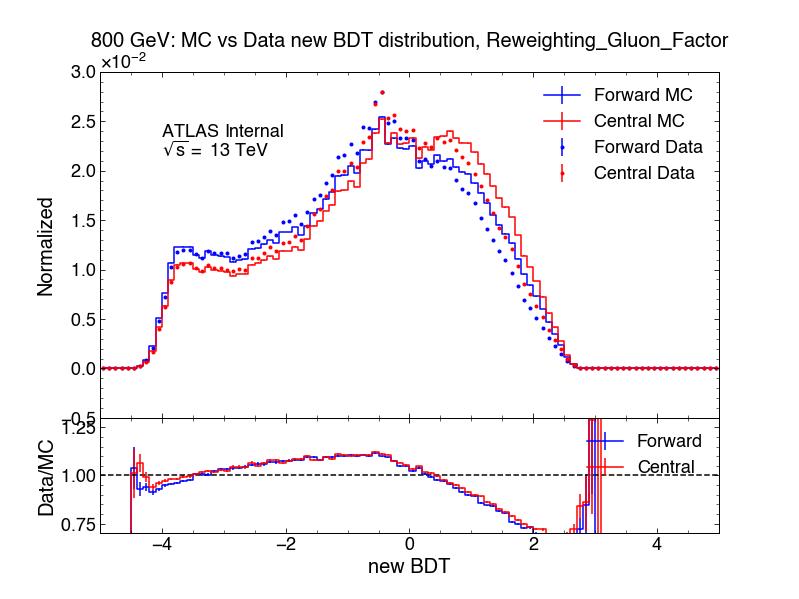 800 GeV: MC vs Data new BDT distribution, Reweighting_Gluon_Factor
×10⁻²
3.0
2.5
2.0
1.5
1.0
0.5
0.0
-0.5
Normalized
ATLAS Internal
√s = 13 TeV
Forward MC
Central MC
Forward Data
Central Data
1.25
1.00
0.75
Data/MC
Forward
Central
−4
−2
0
2
4
new BDT